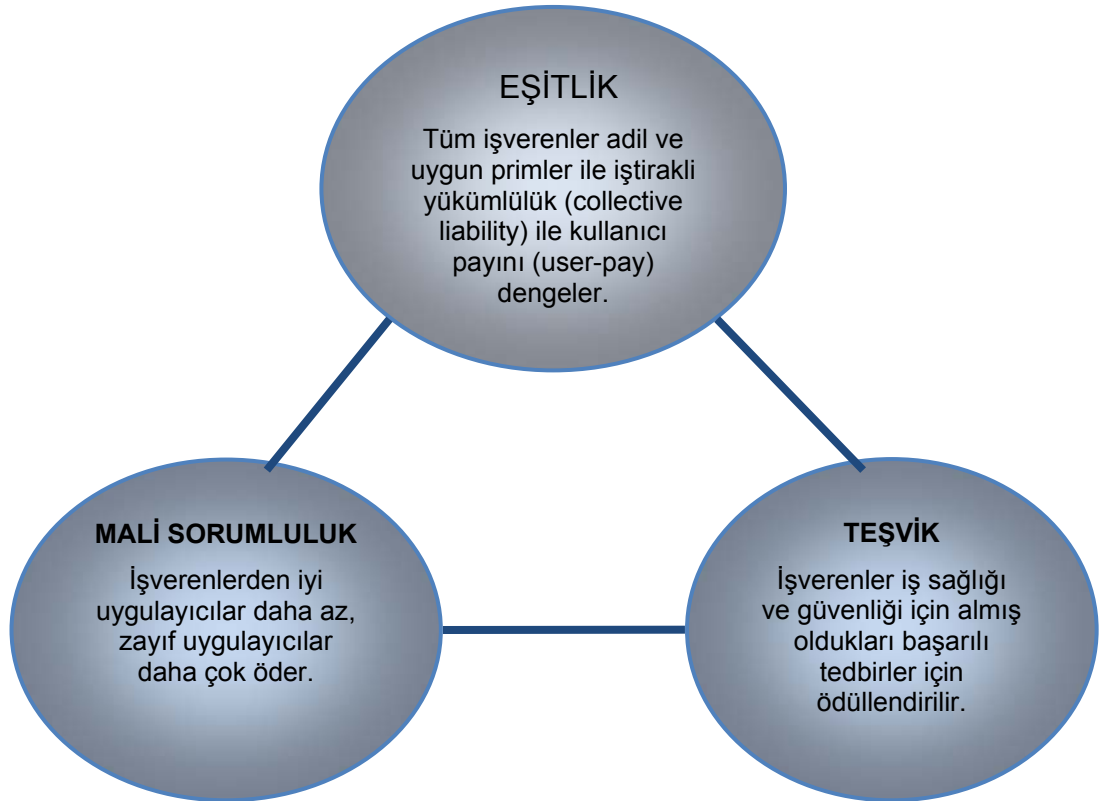 EŞİTLİK
Tüm işverenler adil ve
uygun primler ile iştirakli
yükümlülük (collective
liability) ile kullanıcı
payını (user-pay)
dengeler.
MALİ SORUMLULUK
İşverenlerden iyi
uygulayıcılar daha az,
zayıf uygulayıcılar
daha çok öder.
TEŞVİK
İşverenler iş sağlığı
ve güvenliği için almış
oldukları başarılı
tedbirler için
ödüllendirilir.